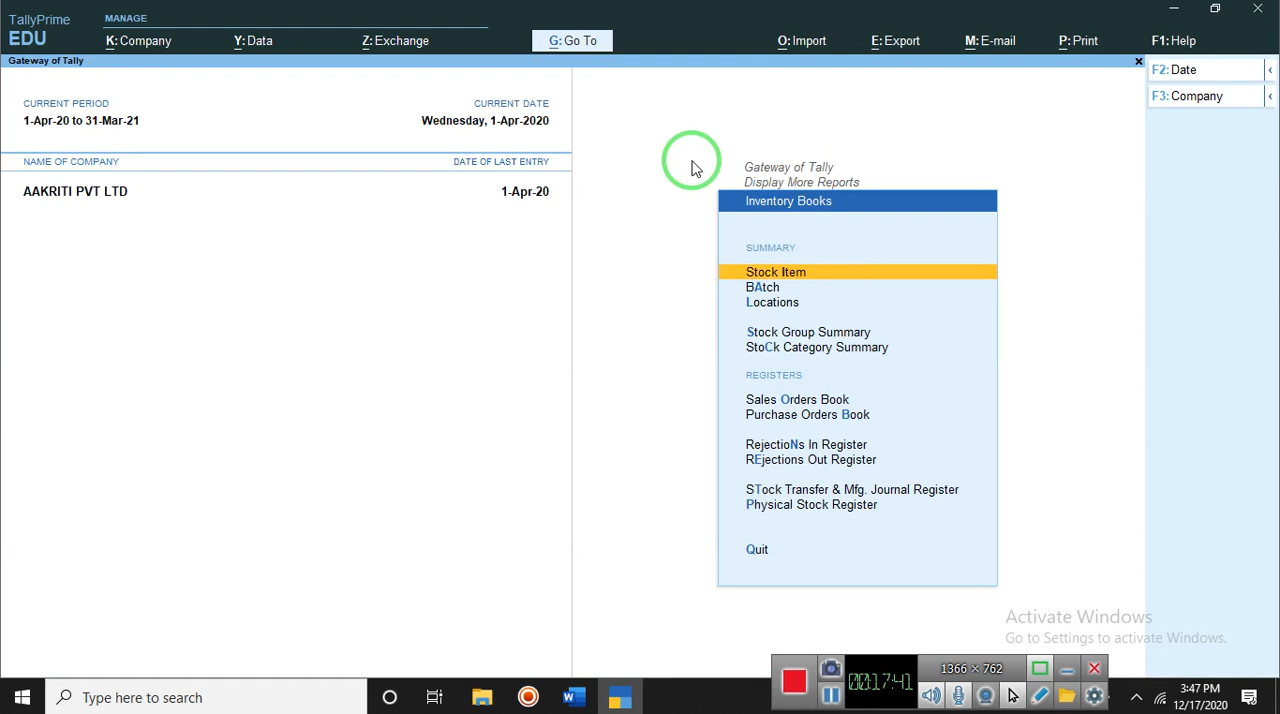 TallyPrime
EDU
MANAGE
K: Company
Y: Data
Z: Exchange
G: Go To
O: Import
E: Export
M: E-mail
P: Print
F1: Help
Gateway of Tally
F2: Date
F3: Company
CURRENT PERIOD
CURRENT DATE
1-Apr-20 to 31-Mar-21
Wednesday, 1-Apr-2020
NAME OF COMPANY
DATE OF LAST ENTRY
AAKRITI PVT LTD
1-Apr-20
Gateway of Tally
Display More Reports
Inventory Books
SUMMARY
Stock Item
BAtch
Locations
Stock Group Summary
StoCk Category Summary
REGISTERS
Sales Orders Book
Purchase Orders Book
RejectioNs In Register
REjections Out Register
STock Transfer & Mfg. Journal Register
Physical Stock Register
Quit
Activate Windows
Go to Settings to activate Windows.
1366 × 762
00:17:41
Type here to search
3:47 PM
12/17/2020